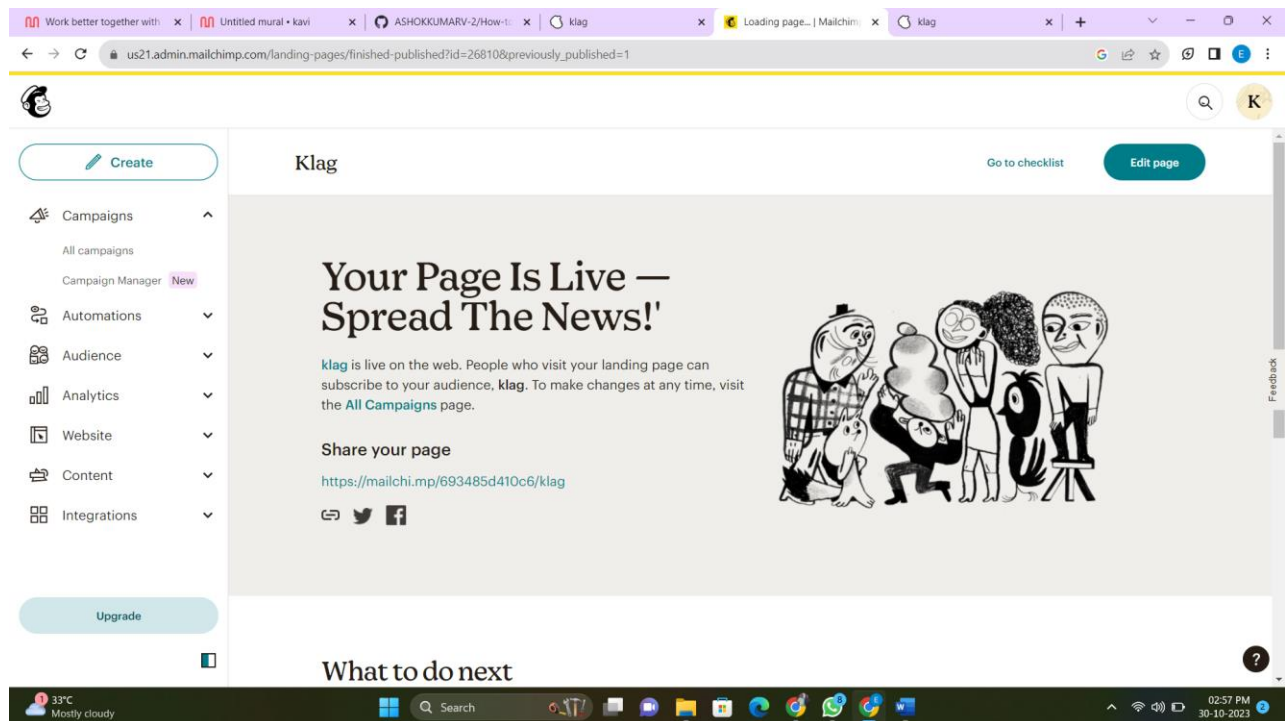 Work better together with
Untitled mural • kavi
ASHOKKUMARV-2/How-to
klag
Loading page... | Mailchimp
klag
us21.admin.mailchimp.com/landing-pages/finished-published?id=26810&previously_published=1
E
K
Create
Klag
Go to checklist
Edit page
Campaigns
All campaigns
Campaign Manager New
Automations
Audience
Analytics
Website
Content
Integrations
Upgrade
Your Page Is Live —
Spread The News!'
klag is live on the web. People who visit your landing page can
subscribe to your audience, klag. To make changes at any time, visit
the All Campaigns page.
Share your page
https://mailchi.mp/693485d410c6/klag
Feedback
What to do next
?
1
33°C
Mostly cloudy
Search
02:57 PM
30-10-2023
2